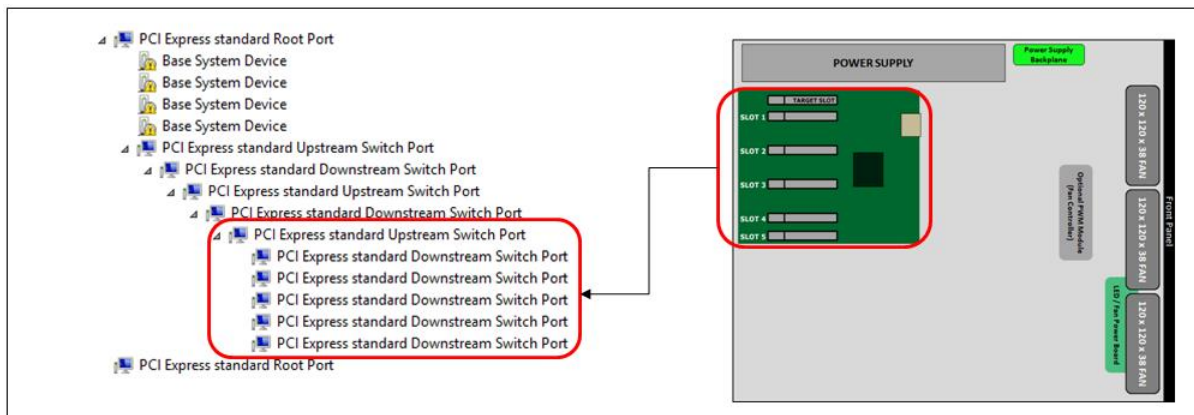 PCI Express standard Root Port
Base System Device
Base System Device
Base System Device
Base System Device
PCI Express standard Upstream Switch Port
PCI Express standard Downstream Switch Port
PCI Express standard Upstream Switch Port
PCI Express standard Downstream Switch Port
PCI Express standard Upstream Switch Port
PCI Express standard Downstream Switch Port
PCI Express standard Downstream Switch Port
PCI Express standard Downstream Switch Port
PCI Express standard Downstream Switch Port
PCI Express standard Downstream Switch Port
PCI Express standard Root Port
POWER SUPPLY
Power Supply
Backplane
TARGET SLOT
SLOT 1
SLOT 2
SLOT 3
SLOT 4
SLOT 5
Optional PWM Module
(Fan Controller)
LED / Fan Power Board
120 x 120 x 38 FAN
120 x 120 x 38 FAN
120 x 120 x 38 FAN
Front Panel